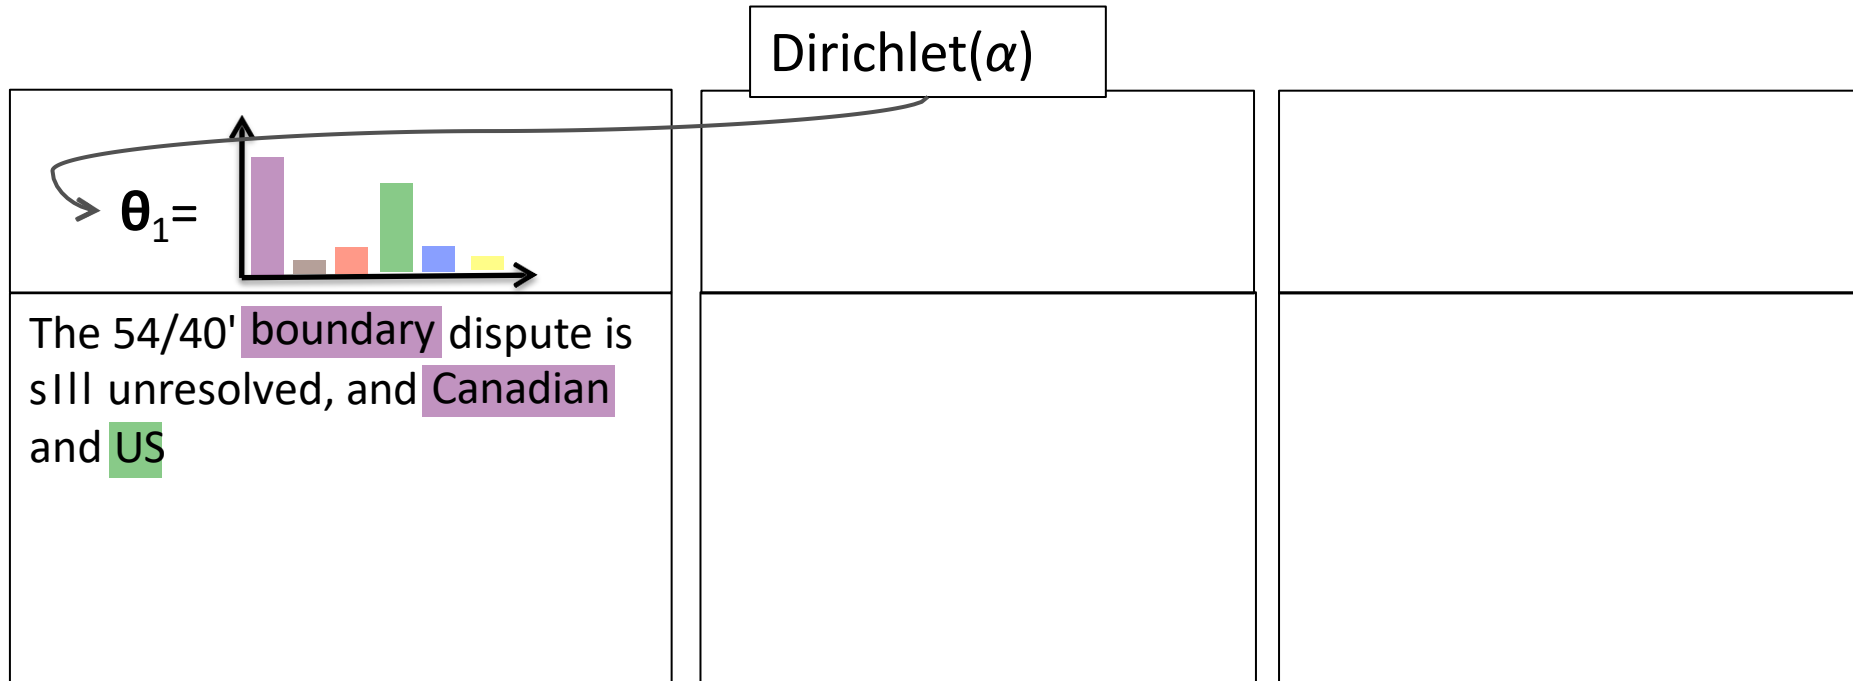 Dirichlet(α)
θ₁=
The 54/40' boundary dispute is
sIll unresolved, and Canadian
and US